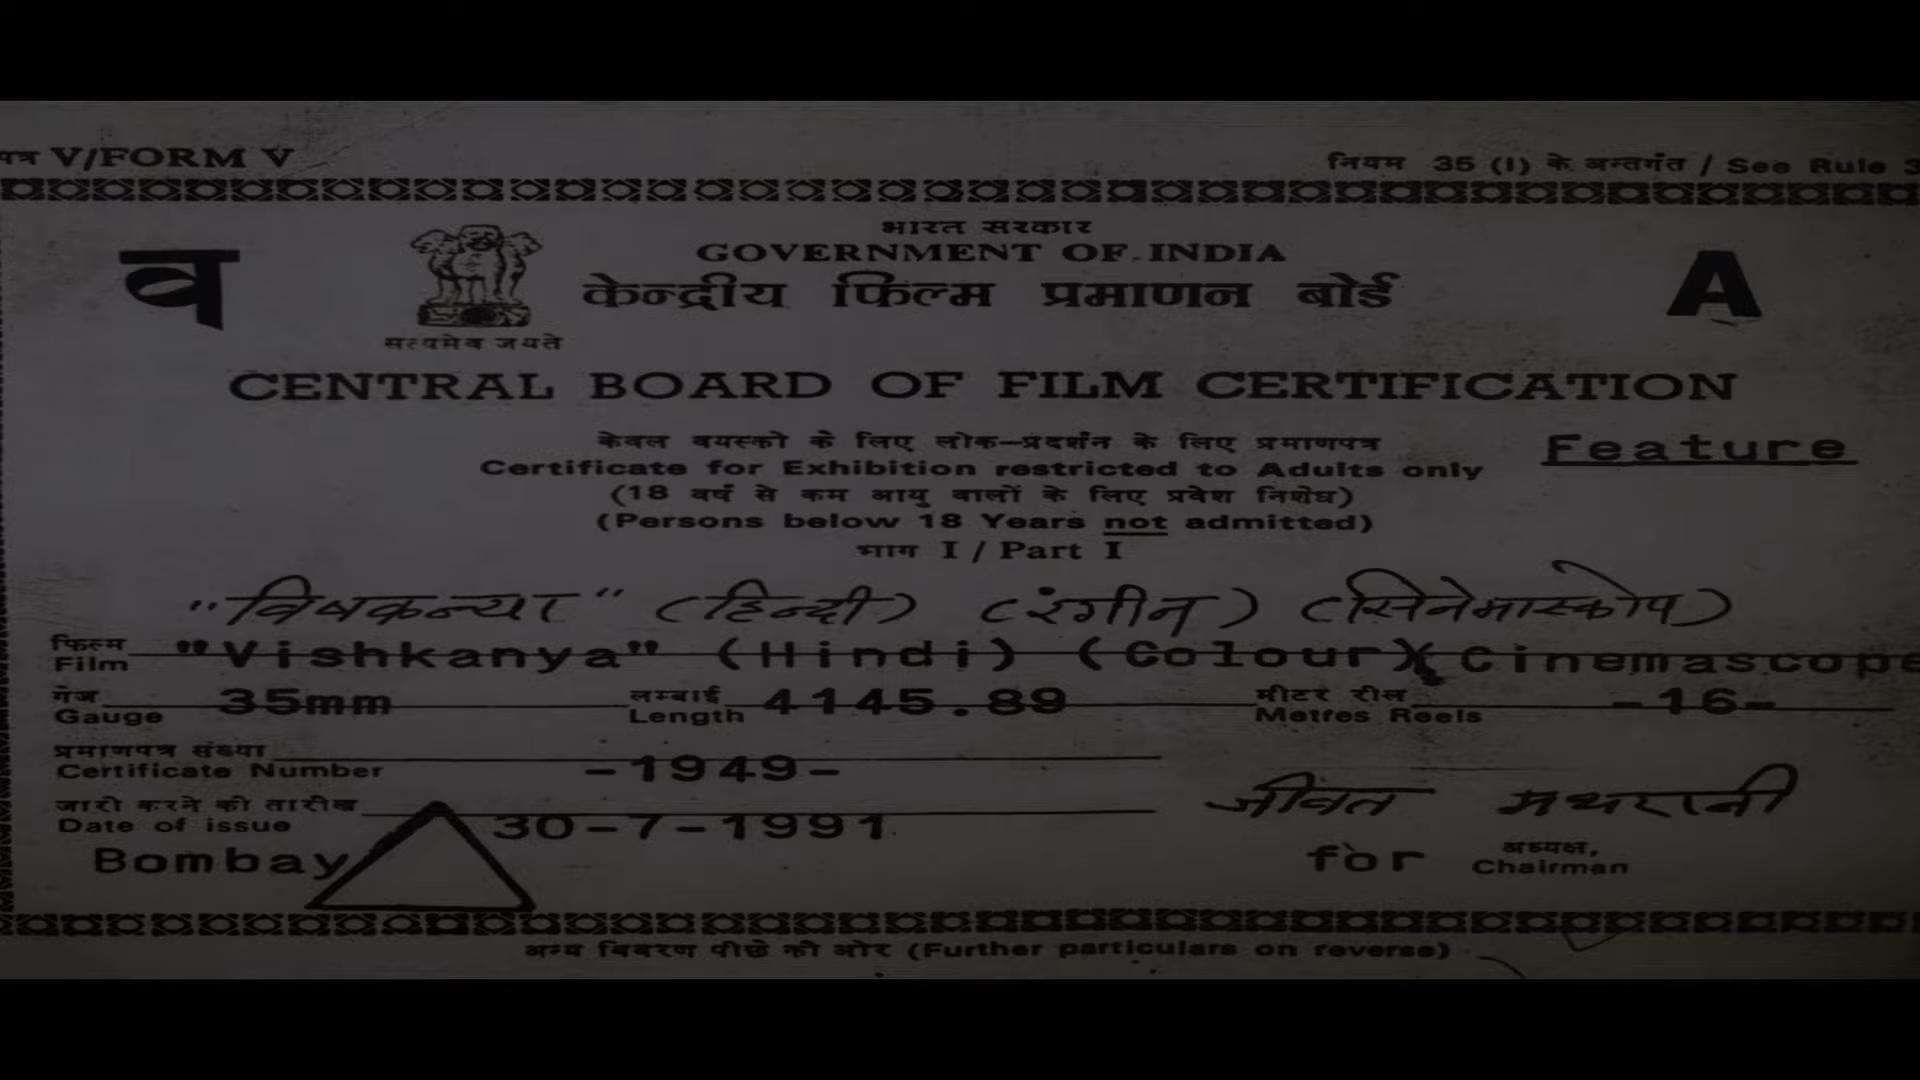 पत्र V/FORM V
नियम 35 (I) के अन्तर्गत / See Rule 3
भारत सरकार
GOVERNMENT OF INDIA
व
केन्द्रीय फिल्म प्रमाणन बोर्ड
A
सत्यमेव जयते
CENTRAL BOARD OF FILM CERTIFICATION
केवल वयस्कों के लिए लोक-प्रदर्शन के लिए प्रमाणपत्र
Feature
Certificate for Exhibition restricted to Adults only
(18 वर्ष से कम आयु वालों के लिए प्रवेश निशेध)
(Persons below 18 Years not admitted)
भाग I / Part I
"विषकन्या" (हिन्दी) (रंगीन) (सिनेमास्कोप)
फिल्म
Film "Vishkanya" (Hindi) (Colour)(Cinemascope
गेज लम्बाई मीटर रील
Gauge 35mm Length 4145.89 Metres Reels -16-
प्रमाणपत्र संख्या
Certificate Number -1949-
जारी करने की तारीख
Date of issue 30-7-1991
जीवत मथरानी
Bombay
for अध्यक्ष,
Chairman
अन्य विवरण पीछे की ओर (Further particulars on reverse)